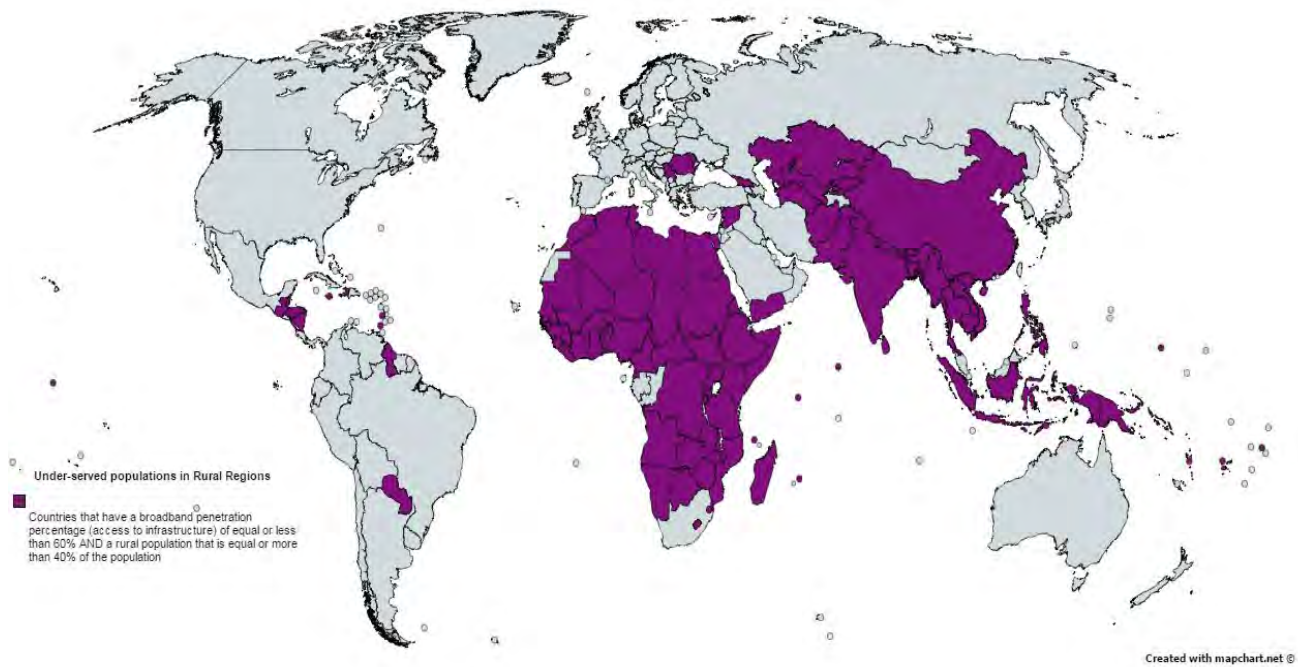 Under-served populations in Rural Regions
Countries that have a broadband penetration
percentage (access to infrastructure) of equal or less
than 60% AND a rural population that is equal or more
than 40% of the population
Created with mapchart.net ©